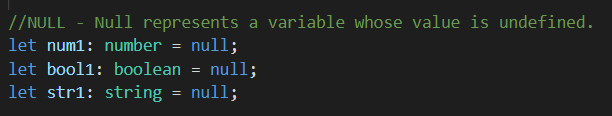 //NULL - Null represents a variable whose value is undefined.
let num1: number = null;
let bool1: boolean = null;
let str1: string = null;